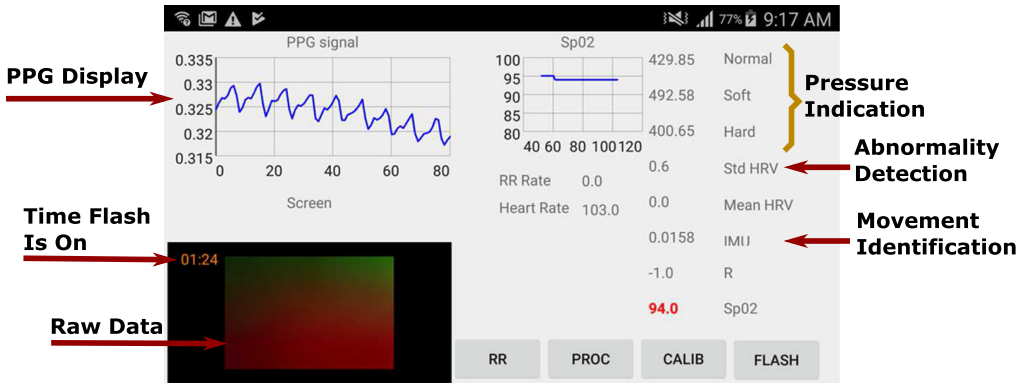 77% 9:17 AM
PPG signal
0.335
0.33
0.325
0.32
0.315
0 20 40 60 80
Sp02
100
95
90
85
80
40 60 80 100 120
429.85 Normal
492.58 Soft
400.65 Hard
0.6 Std HRV
0.0 Mean HRV
0.0158 IMU
-1.0 R
94.0 Sp02
RR Rate 0.0
Heart Rate 103.0
Screen
01:24
RR PROC CALIB FLASH
PPG Display
Time Flash
Is On
Raw Data
Pressure
Indication
Abnormality
Detection
Movement
Identification